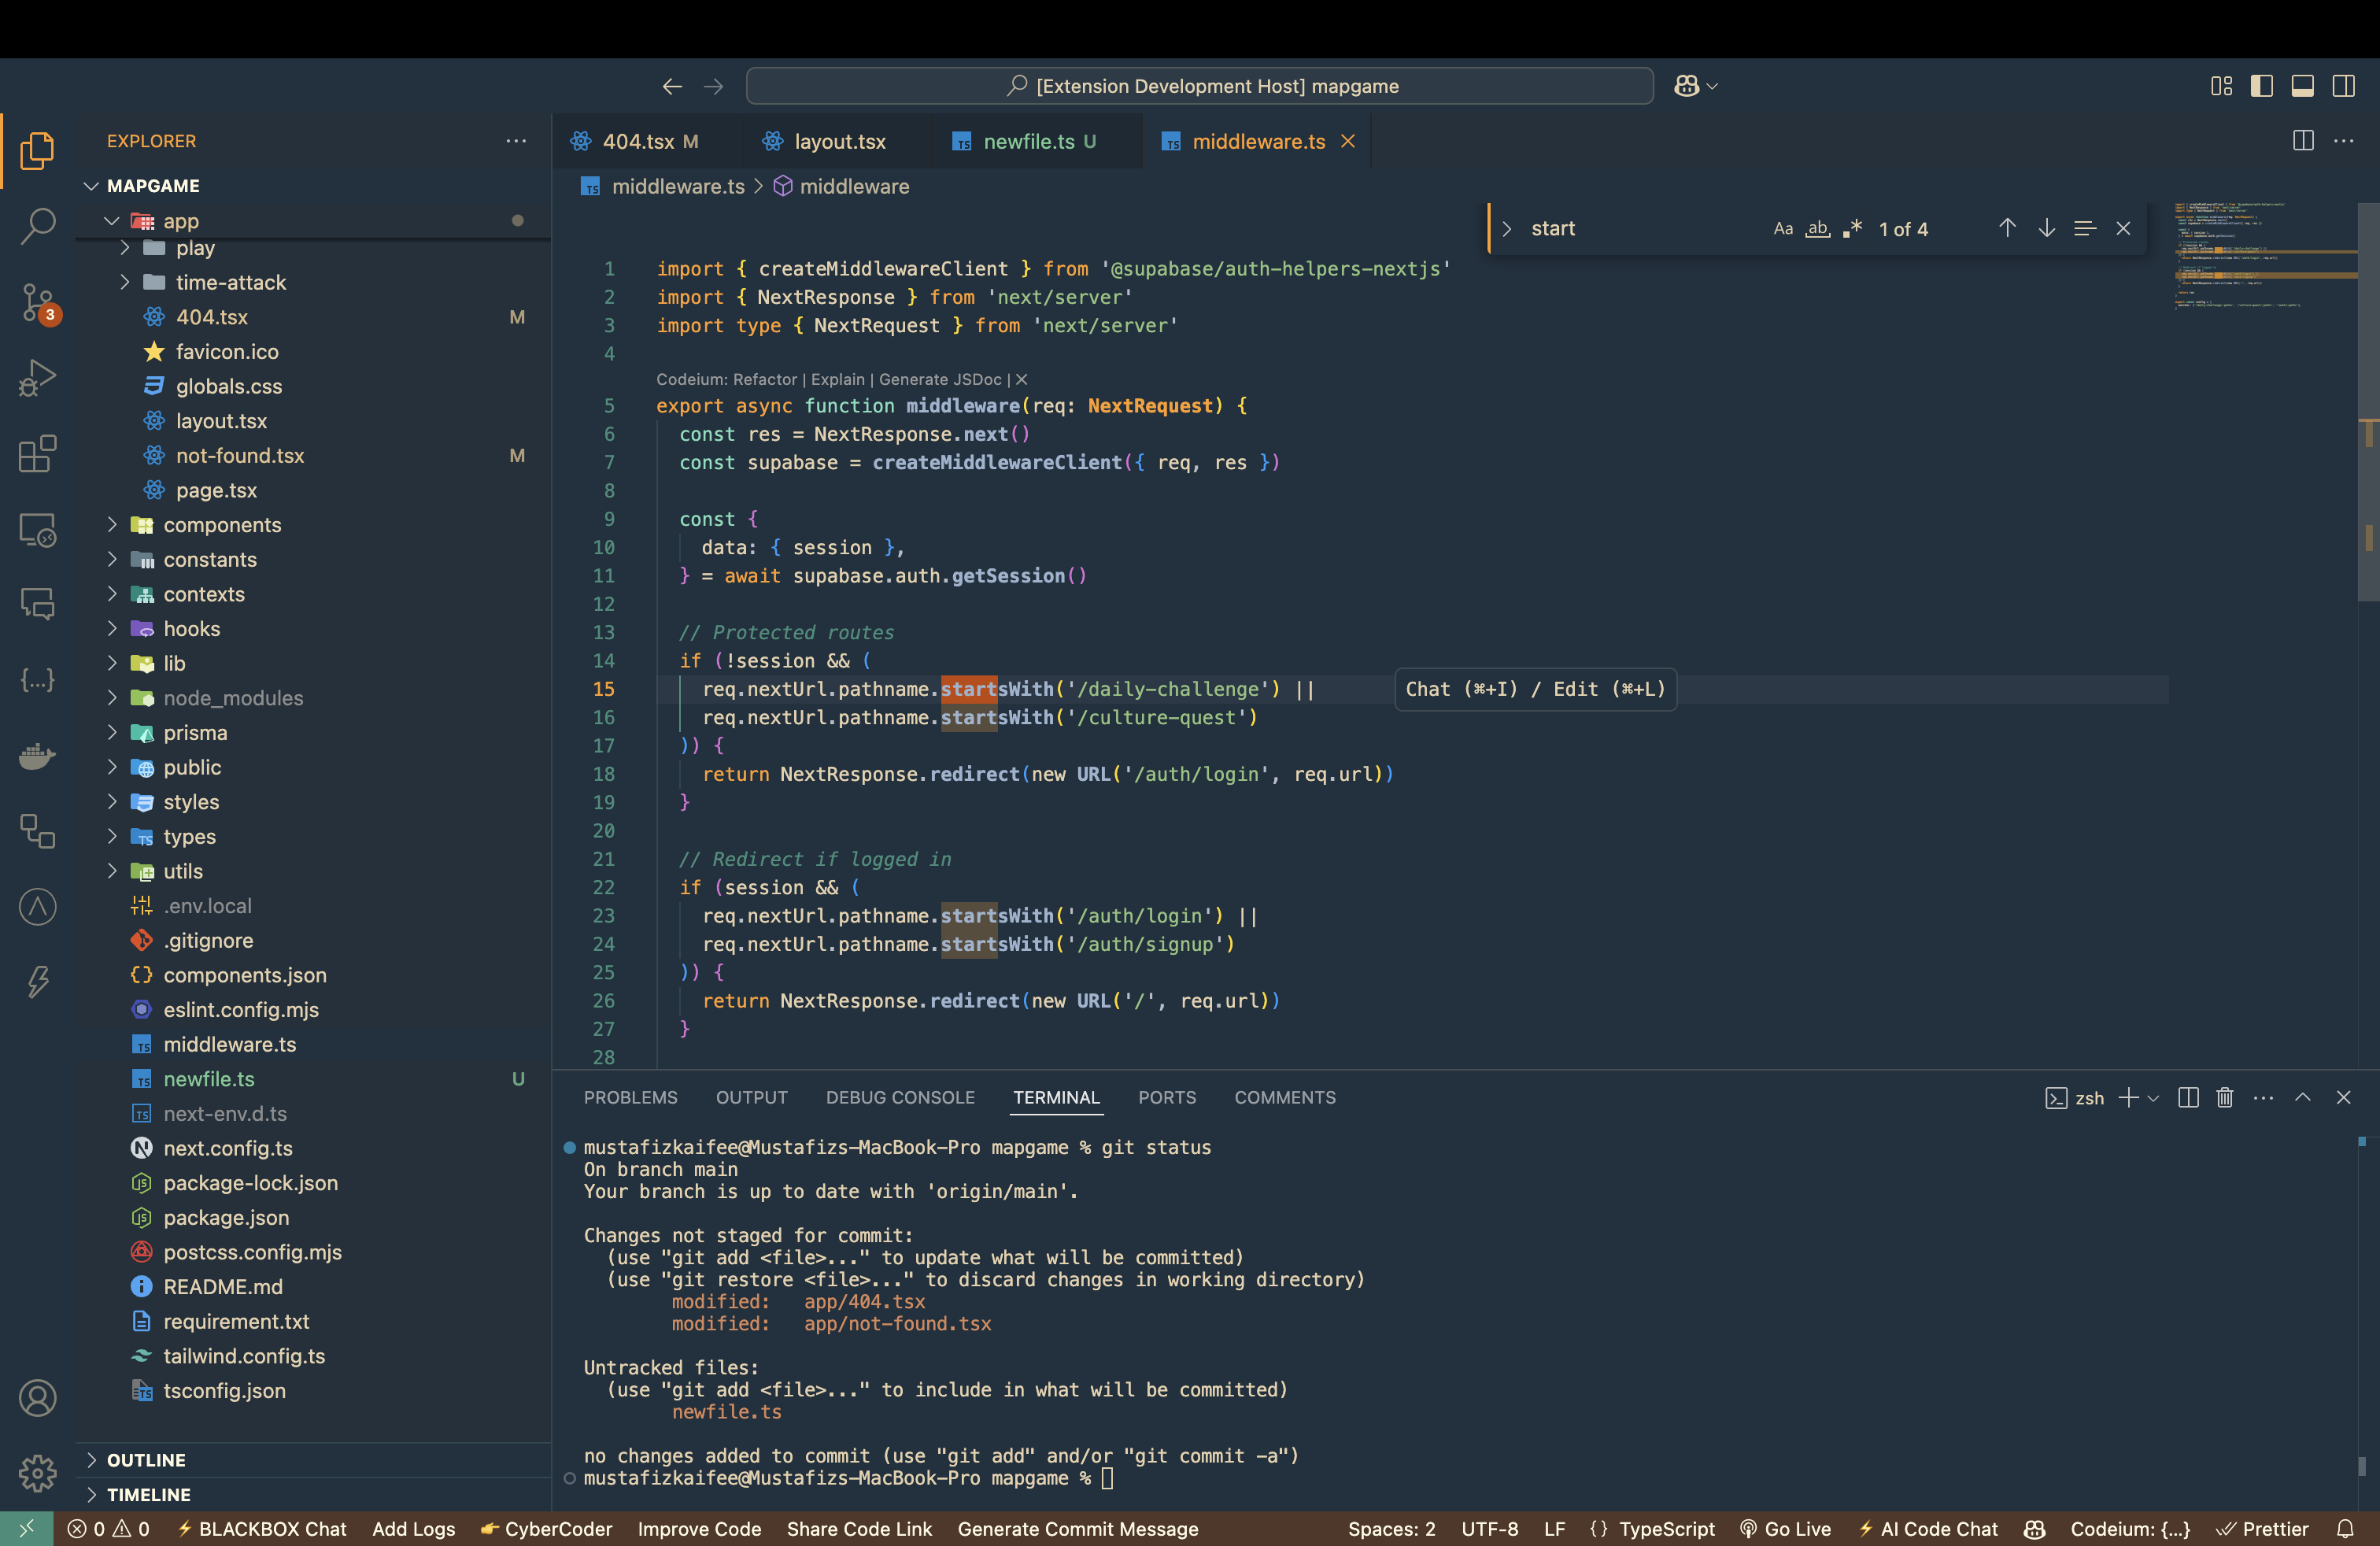 [Extension Development Host] mapgame
EXPLORER
MAPGAME
app
play
time-attack
404.tsx M
favicon.ico
globals.css
layout.tsx
not-found.tsx M
page.tsx
components
constants
contexts
hooks
lib
node_modules
prisma
public
styles
types
utils
.env.local
.gitignore
components.json
eslint.config.mjs
middleware.ts
newfile.ts U
next-env.d.ts
next.config.ts
package-lock.json
package.json
postcss.config.mjs
README.md
requirement.txt
tailwind.config.ts
tsconfig.json
OUTLINE
TIMELINE
3
404.tsx M layout.tsx newfile.ts U middleware.ts
middleware.ts > middleware
start Aa ab .* 1 of 4
1 import { createMiddlewareClient } from '@supabase/auth-helpers-nextjs'
2 import { NextResponse } from 'next/server'
3 import type { NextRequest } from 'next/server'
4
Codeium: Refactor | Explain | Generate JSDoc | X
5 export async function middleware(req: NextRequest) {
6 const res = NextResponse.next()
7 const supabase = createMiddlewareClient({ req, res })
8
9 const {
10 data: { session },
11 } = await supabase.auth.getSession()
12
13 // Protected routes
14 if (!session && (
15 req.nextUrl.pathname.startsWith('/daily-challenge') || Chat (⌘+I) / Edit (⌘+L)
16 req.nextUrl.pathname.startsWith('/culture-quest')
17 )) {
18 return NextResponse.redirect(new URL('/auth/login', req.url))
19 }
20
21 // Redirect if logged in
22 if (session && (
23 req.nextUrl.pathname.startsWith('/auth/login') ||
24 req.nextUrl.pathname.startsWith('/auth/signup')
25 )) {
26 return NextResponse.redirect(new URL('/', req.url))
27 }
28
PROBLEMS OUTPUT DEBUG CONSOLE TERMINAL PORTS COMMENTS zsh
mustafizkaifee@Mustafizs-MacBook-Pro mapgame % git status
On branch main
Your branch is up to date with 'origin/main'.
Changes not staged for commit:
(use "git add <file>..." to update what will be committed)
(use "git restore <file>..." to discard changes in working directory)
modified: app/404.tsx
modified: app/not-found.tsx
Untracked files:
(use "git add <file>..." to include in what will be committed)
newfile.ts
no changes added to commit (use "git add" and/or "git commit -a")
mustafizkaifee@Mustafizs-MacBook-Pro mapgame %
0 0 BLACKBOX Chat Add Logs CyberCoder Improve Code Share Code Link Generate Commit Message Spaces: 2 UTF-8 LF {} TypeScript Go Live AI Code Chat Codeium: {...} Prettier